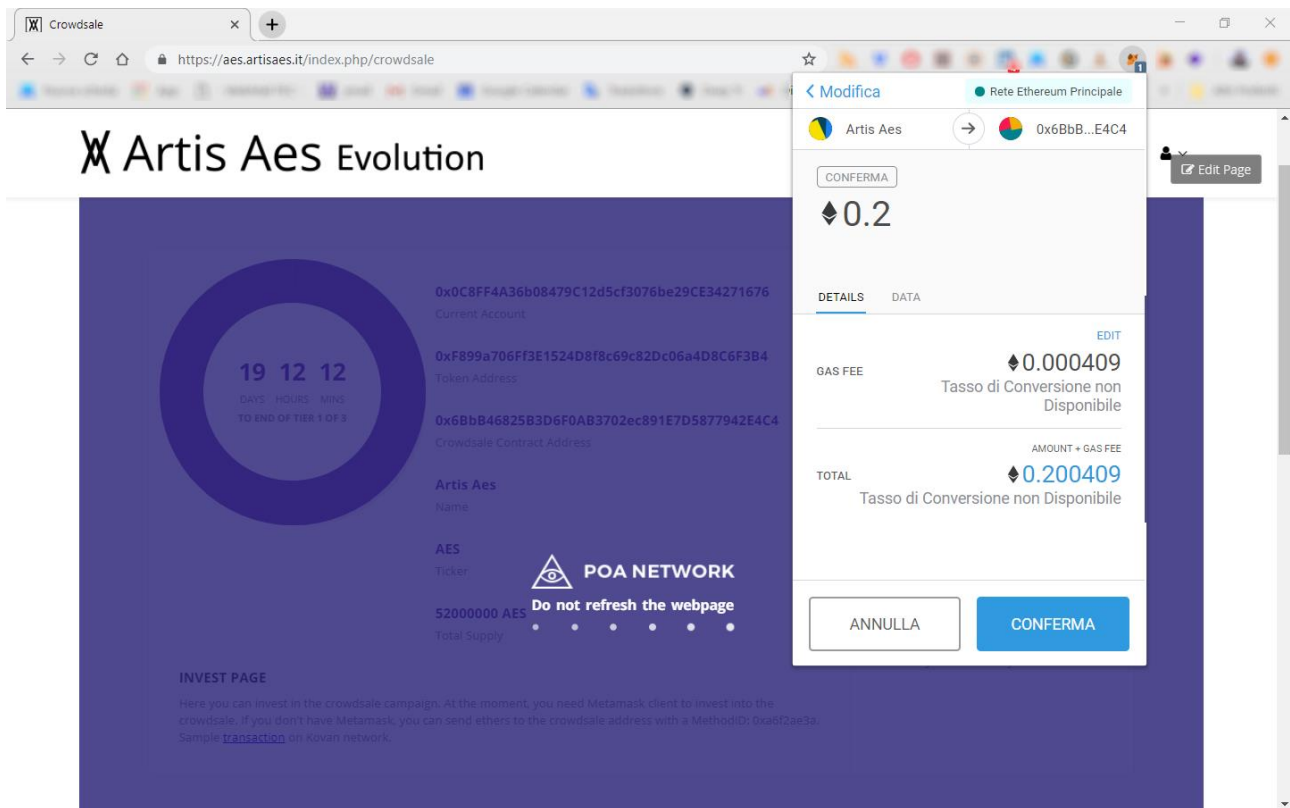 Crowdsale
https://aes.artisaes.it/index.php/crowdsale
Artis Aes Evolution
Edit Page
0x0C8FF4A36b08479C12d5cf3076be29CE34271676
Current Account
0xF899a706Ff3E1524D8f8c69c82Dc06a4D8C6F3B4
Token Address
0x6BbB46825B3D6F0AB3702ec891E7D5877942E4C4
Crowdsale Contract Address
Artis Aes
Name
AES
Ticker
52000000 AES
Total Supply
19 12 12
DAYS HOURS MINS
TO END OF TIER 1 OF 3
POA NETWORK
Do not refresh the webpage
INVEST PAGE
Here you can invest in the crowdsale campaign. At the moment, you need Metamask client to invest into the
crowdsale. If you don't have Metamask, you can send ethers to the crowdsale address with a MethodID: 0xa6f2ae3a.
Sample transaction on Kovan network.
1
Modifica
Rete Ethereum Principale
Artis Aes
0x6BbB...E4C4
CONFERMA
0.2
DETAILS DATA
EDIT
GAS FEE
0.000409
Tasso di Conversione non
Disponibile
AMOUNT + GAS FEE
TOTAL
0.200409
Tasso di Conversione non Disponibile
ANNULLA
CONFERMA